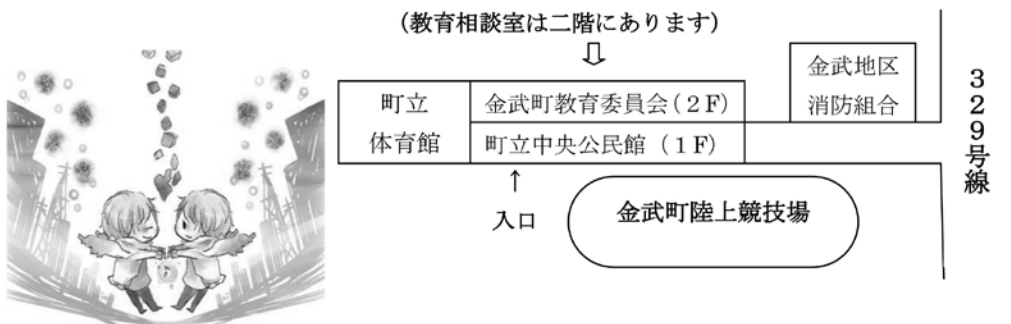 （教育相談室は二階にあります）
⇩
金武地区
消防組合
町立
体育館
金武町教育委員会（２Ｆ）
町立中央公民館（１Ｆ）
↑
入口
金武町陸上競技場
３２９号線